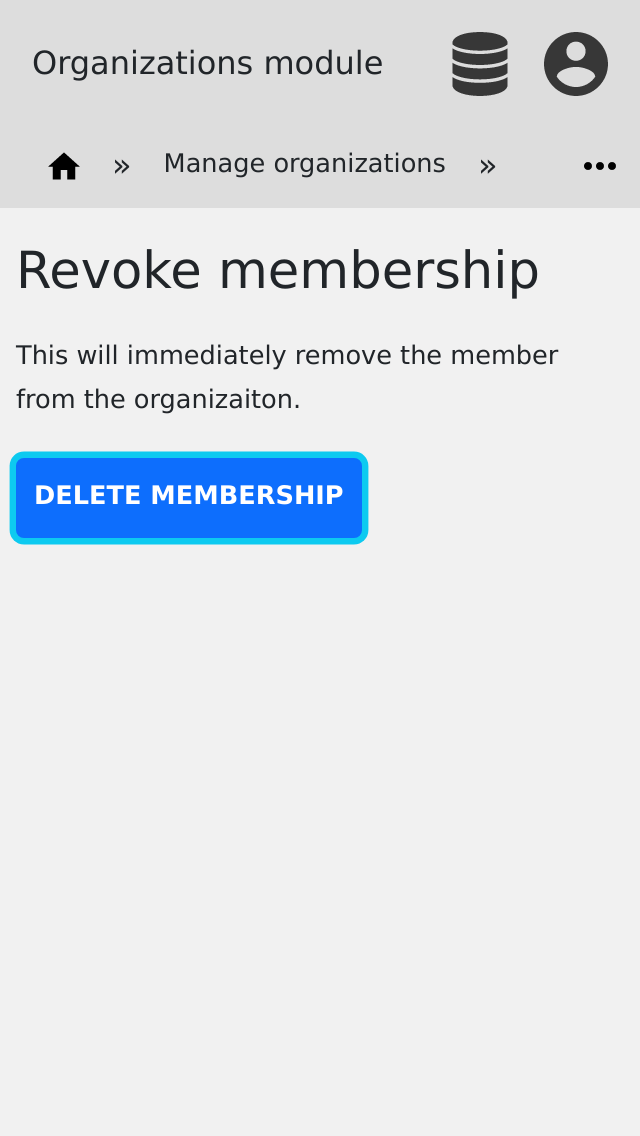 Organizations module
» Manage organizations »
Revoke membership
This will immediately remove the member
from the organizaiton.
DELETE MEMBERSHIP